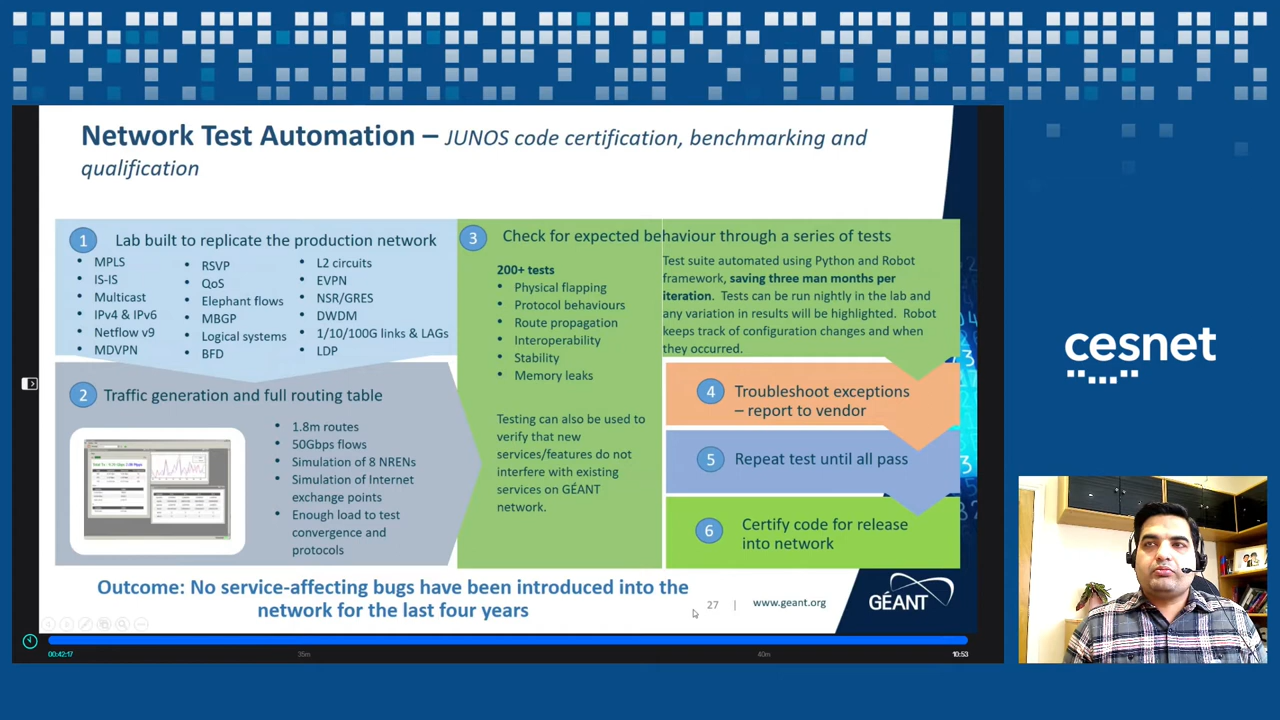 Network Test Automation – JUNOS code certification, benchmarking and
qualification
1 Lab built to replicate the production network
• MPLS
• IS-IS
• Multicast
• IPv4 & IPv6
• Netflow v9
• MDVPN
• RSVP
• QoS
• Elephant flows
• MBGP
• Logical systems
• BFD
• L2 circuits
• EVPN
• NSR/GRES
• DWDM
• 1/10/100G links & LAGs
• LDP
2 Traffic generation and full routing table
• 1.8m routes
• 50Gbps flows
• Simulation of 8 NRENs
• Simulation of Internet
exchange points
• Enough load to test
convergence and
protocols
3 Check for expected behaviour through a series of tests
200+ tests
• Physical flapping
• Protocol behaviours
• Route propagation
• Interoperability
• Stability
• Memory leaks
Testing can also be used to
verify that new
services/features do not
interfere with existing
services on GÉANT
network.
Test suite automated using Python and Robot
framework, saving three man months per
iteration. Tests can be run nightly in the lab and
any variation in results will be highlighted. Robot
keeps track of configuration changes and when
they occurred.
4 Troubleshoot exceptions
– report to vendor
5 Repeat test until all pass
6 Certify code for release
into network
Outcome: No service-affecting bugs have been introduced into the
network for the last four years
27 | www.geant.org
GÉANT
00:42:17 35m 40m 10:53
cesnet